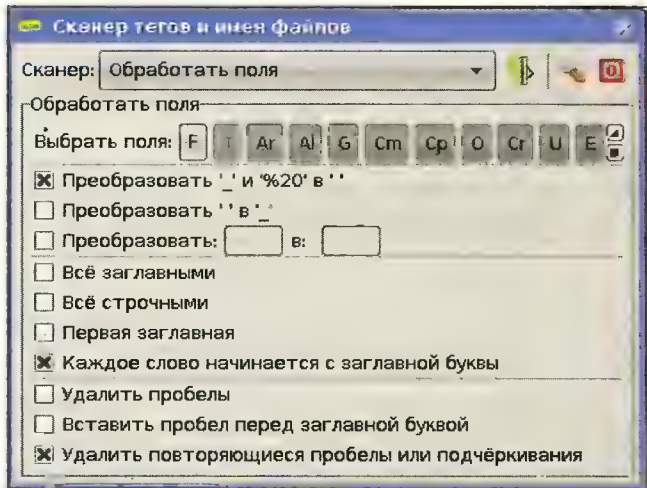 Сканер тегов и имея файлов
Сканер: Обработать поля
Обработать поля
Выбрать поля: F T Ar Al G Cm Cp O Cr U E
Преобразовать '_' и '%20' в ' '
Преобразовать ' ' в '_'
Преобразовать: в:
Всё заглавными
Всё строчными
Первая заглавная
Каждое слово начинается с заглавной буквы
Удалить пробелы
Вставить пробел перед заглавной буквой
Удалить повторяющиеся пробелы или подчёркивания